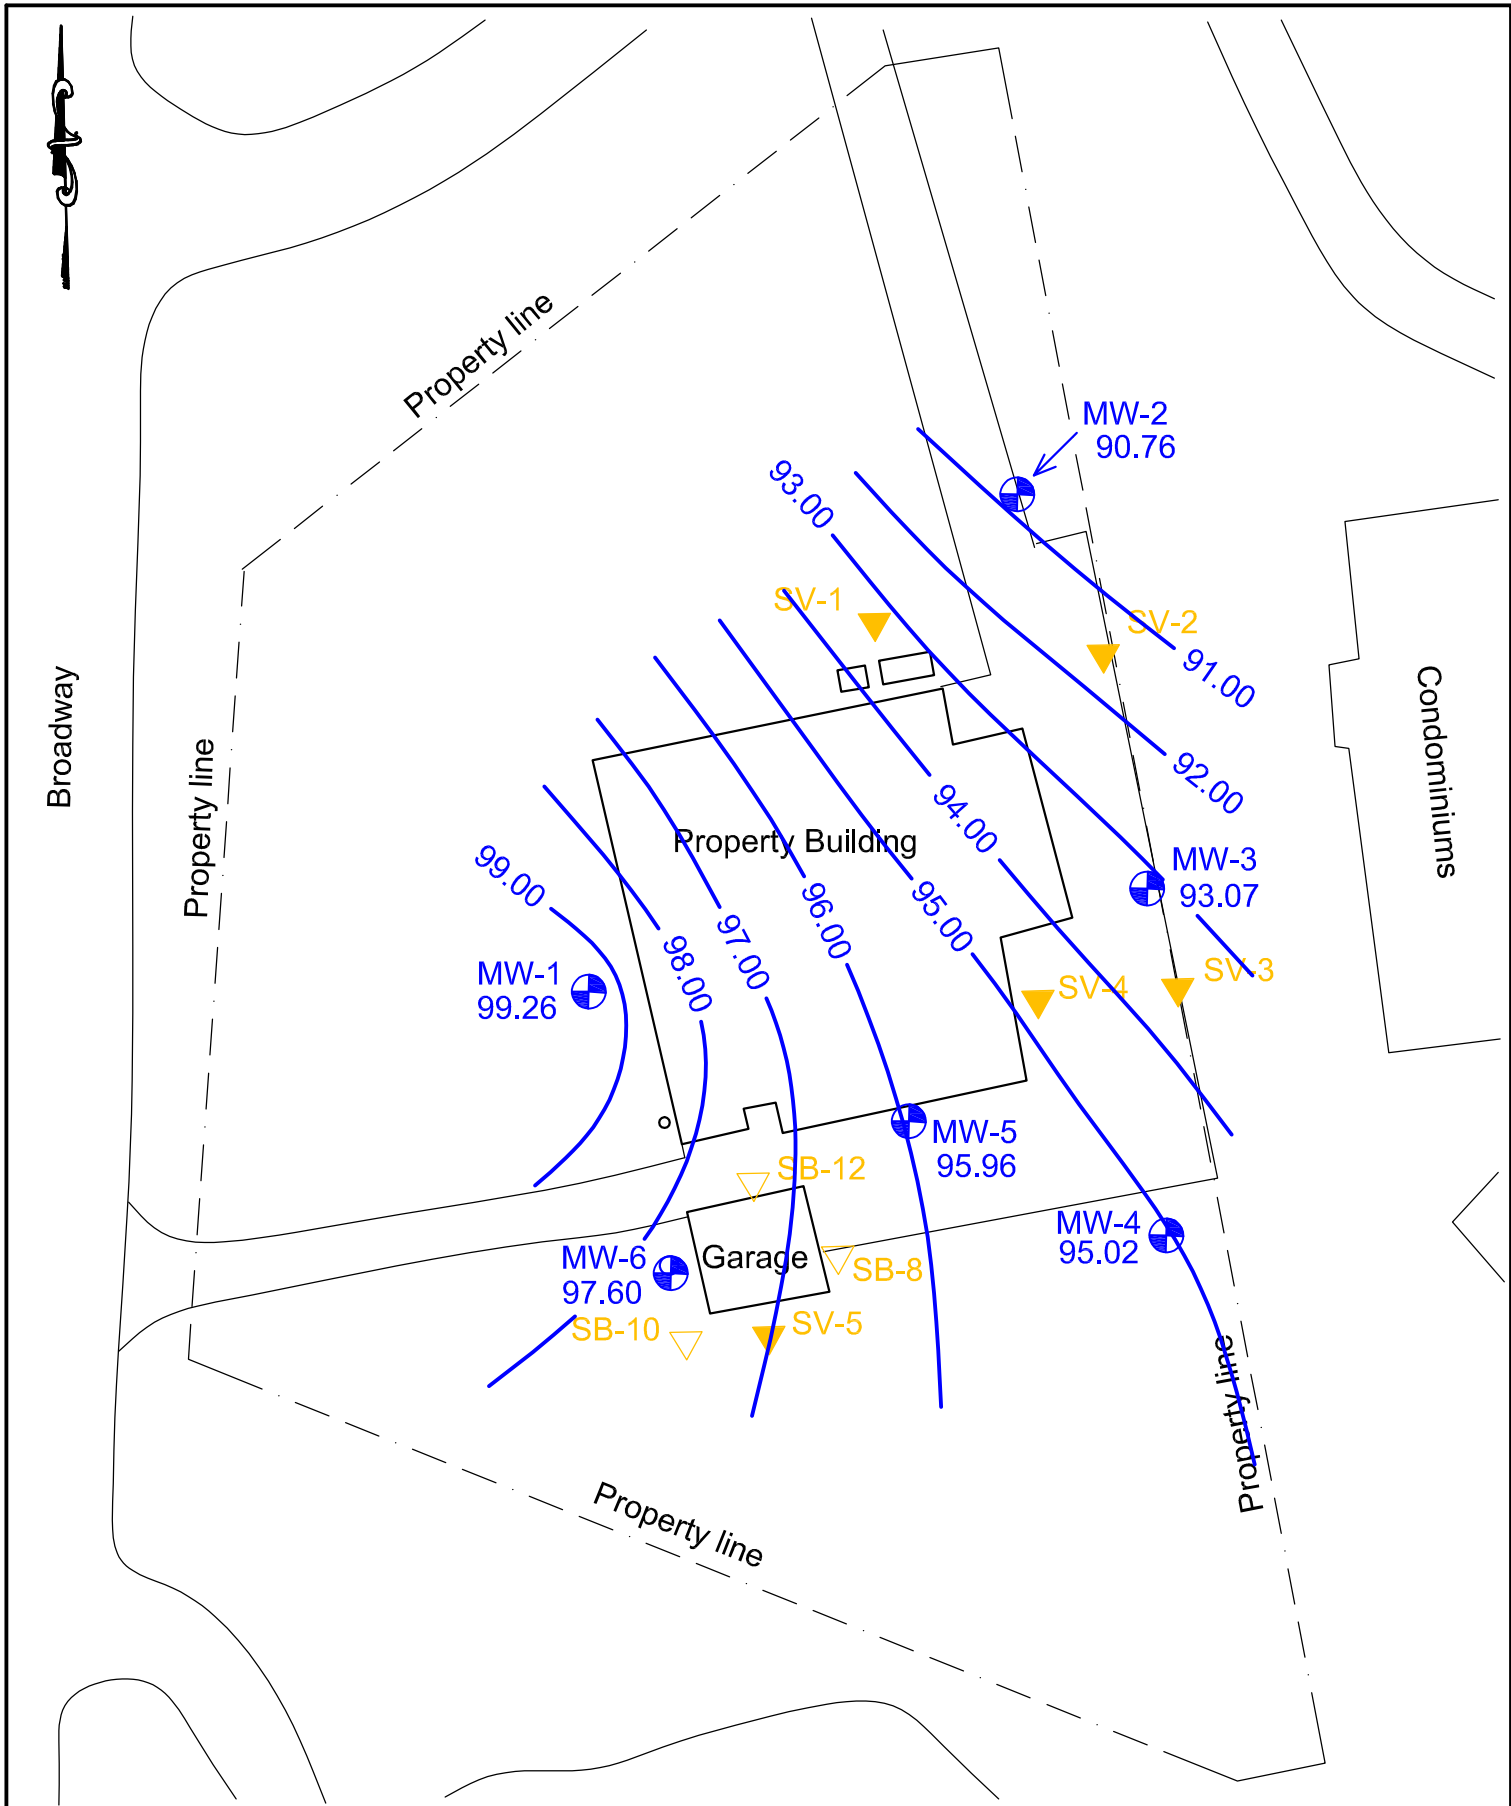 MW-2
90.76
Property line
93.00
SV-1
SV-2
91.00
Broadway
Property line
Condominiums
92.00
94.00
Property Building
99.00
MW-3
93.07
95.00
96.00
97.00
98.00
MW-1
99.26
SV-4
SV-3
MW-5
95.96
SB-12
MW-4
95.02
MW-6
97.60
Garage
SB-8
SB-10
SV-5
Property line
Property line